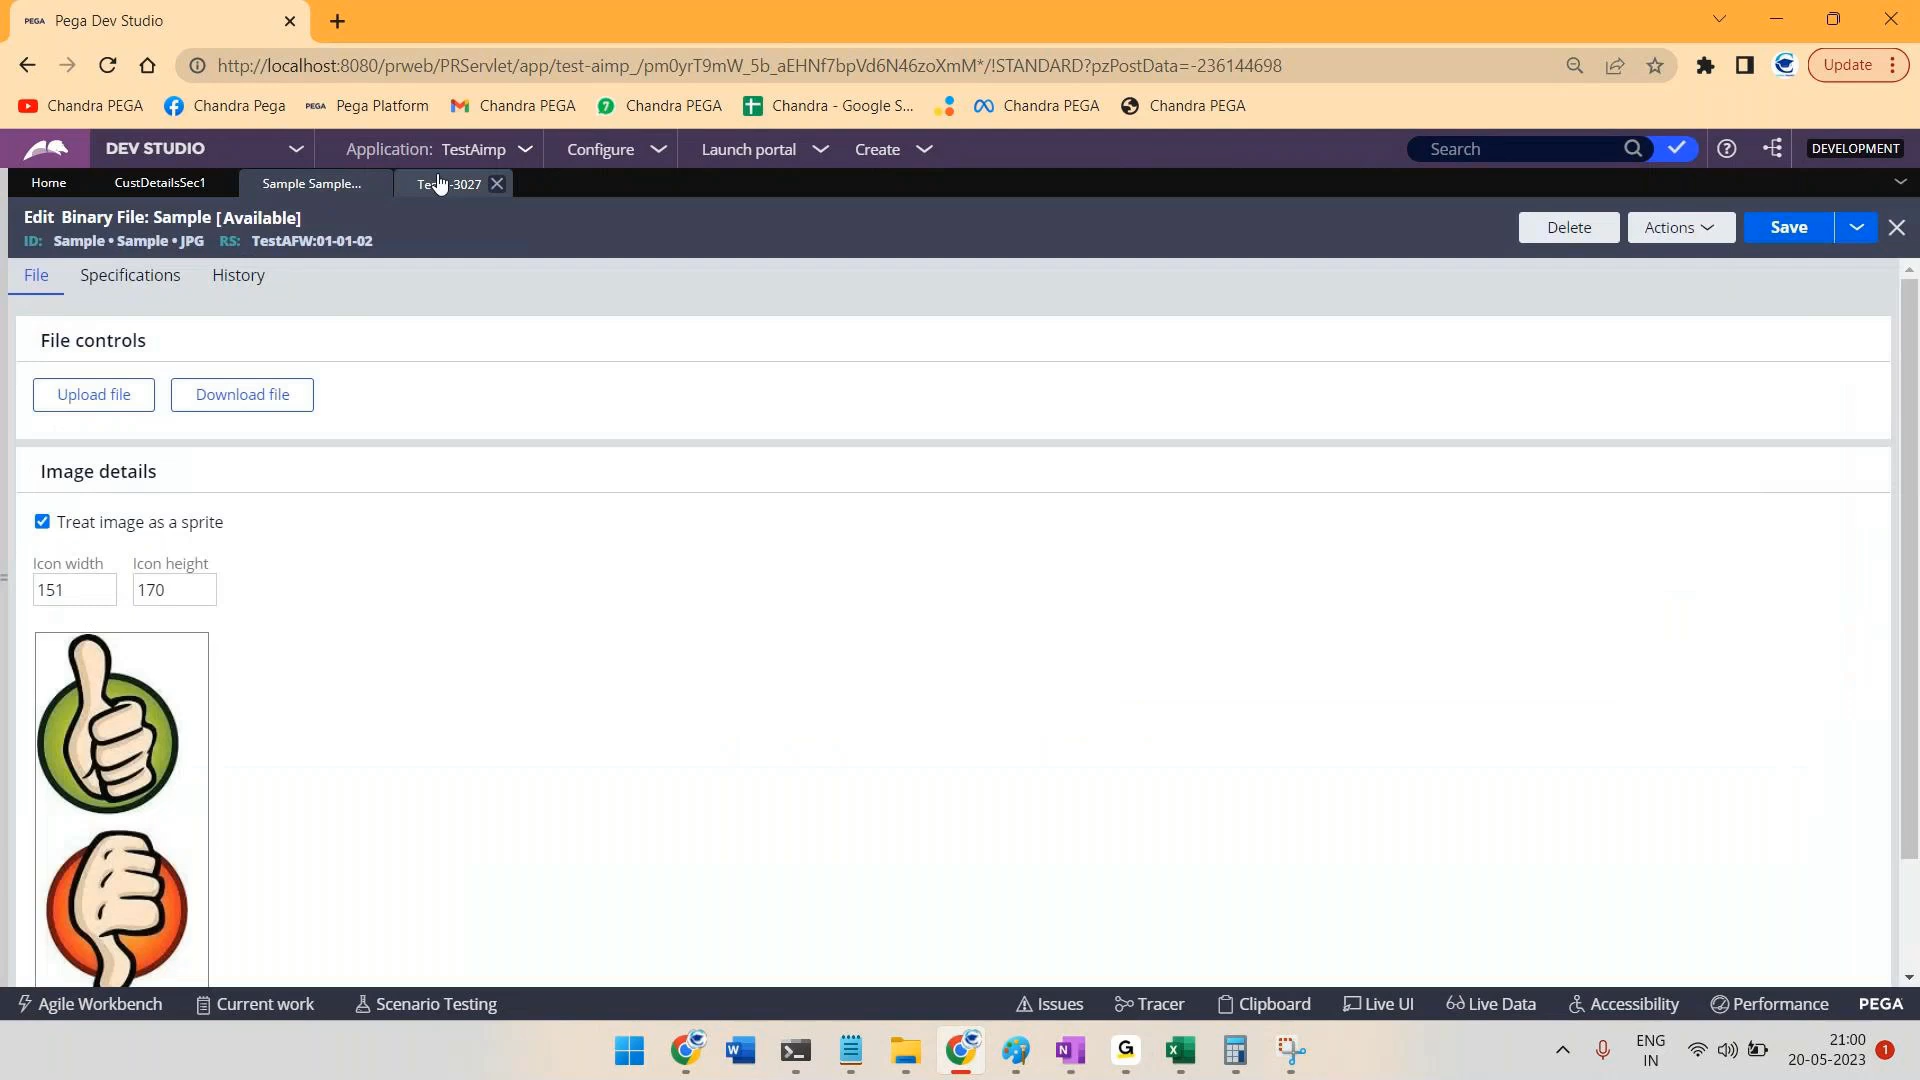 PEGA Pega Dev Studio
http://localhost:8080/prweb/PRServlet/app/test-aimp_/pm0yrT9mW_5b_aEHNf7bpVd6N46zoXmM*/!STANDARD?pzPostData=-236144698 Update
Chandra PEGA Chandra Pega PEGA Pega Platform Chandra PEGA 7 Chandra PEGA Chandra - Google S... Chandra PEGA Chandra PEGA
DEV STUDIO Application: TestAimp Configure Launch portal Create Search DEVELOPMENT
Home CustDetailsSec1 Sample Sample... -3027
Edit Binary File: Sample [Available] Delete Actions Save
ID: Sample • Sample • JPG RS: TestAFW:01-01-02
File Specifications History
File controls
Upload file Download file
Image details
Treat image as a sprite
Icon width Icon height
151 170
Agile Workbench Current work Scenario Testing Issues Tracer Clipboard Live UI Live Data Accessibility Performance PEGA
ENG 21:00
IN 20-05-2023 1